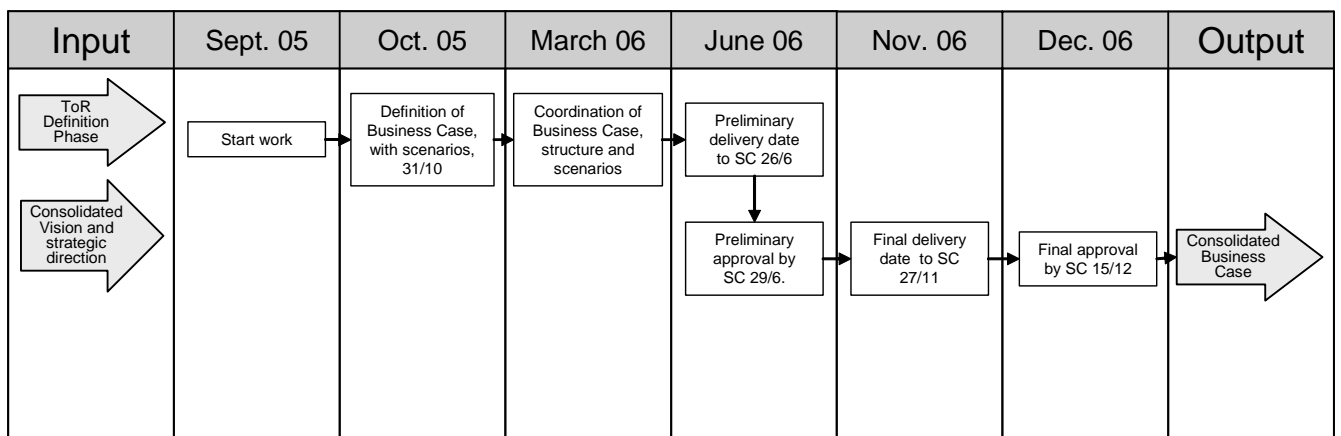 Input
Sept. 05
Oct. 05
March 06
June 06
Nov. 06
Dec. 06
Output
ToR
Definition
Phase
Start work
Definition of
Business Case,
with scenarios,
31/10
Coordination of
Business Case,
structure and
scenarios
Preliminary
delivery date
to SC 26/6
Consolidated
Vision and
strategic
direction
Preliminary
approval by
SC 29/6.
Final delivery
date to SC
27/11
Final approval
by SC 15/12
Consolidated
Business
Case